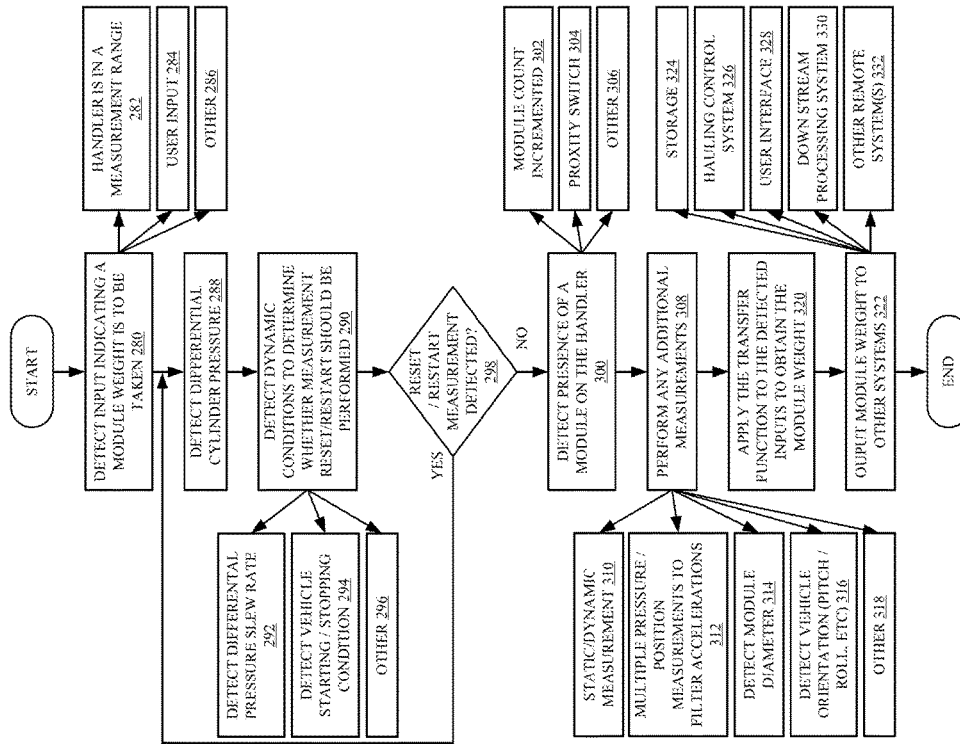 START
DETECT INPUT INDICATING A
MODULE WEIGHT IS TO BE
TAKEN 280
HANDLER IS IN A
MEASUREMENT RANGE
282
USER INPUT 284
OTHER 286
DETECT DIFFERENTIAL
CYLINDER PRESSURE 288
DETECT DYNAMIC
CONDITIONS TO DETERMINE
WHETHER MEASUREMENT
RESET/RESTART SHOULD BE
PERFORMED 290
DETECT DIFFERENTAL
PRESSURE SLEW RATE
292
DETECT VEHICLE
STARTING / STOPPING
CONDITION 294
OTHER 296
RESET
/ RESTART
MEASUREMENT
DETECTED?
298
YES
NO
DETECT PRESENCE OF A
MODULE ON THE HANDLER
300
MODULE COUNT
INCREMENTED 302
PROXITY SWITCH 304
OTHER 306
PERFORM ANY ADDITIONAL
MEASUREMENTS 308
STATIC/DYNAMIC
MEASUREMENT 310
MULTIPLE PRESSURE /
POSITION
MEASUREMENTS TO
FILTER ACCELERATIONS
312
DETECT MODULE
DIAMETER 314
DETECT VEHICLE
ORIENTATION (PITCH /
ROLL, ETC) 316
OTHER 318
APPLY THE TRANSFER
FUNCTION TO THE DETECTED
INPUTS TO OBTAIN THE
MODULE WEIGHT 320
OUPUT MODULE WEIGHT TO
OTHER SYSTEMS 322
STORAGE 324
HAULING CONTROL
SYSTEM 326
USER INTERFACE 328
DOWN STREAM
PROCESSING SYSTEM 330
OTHER REMOTE
SYSTEM(S) 332
END